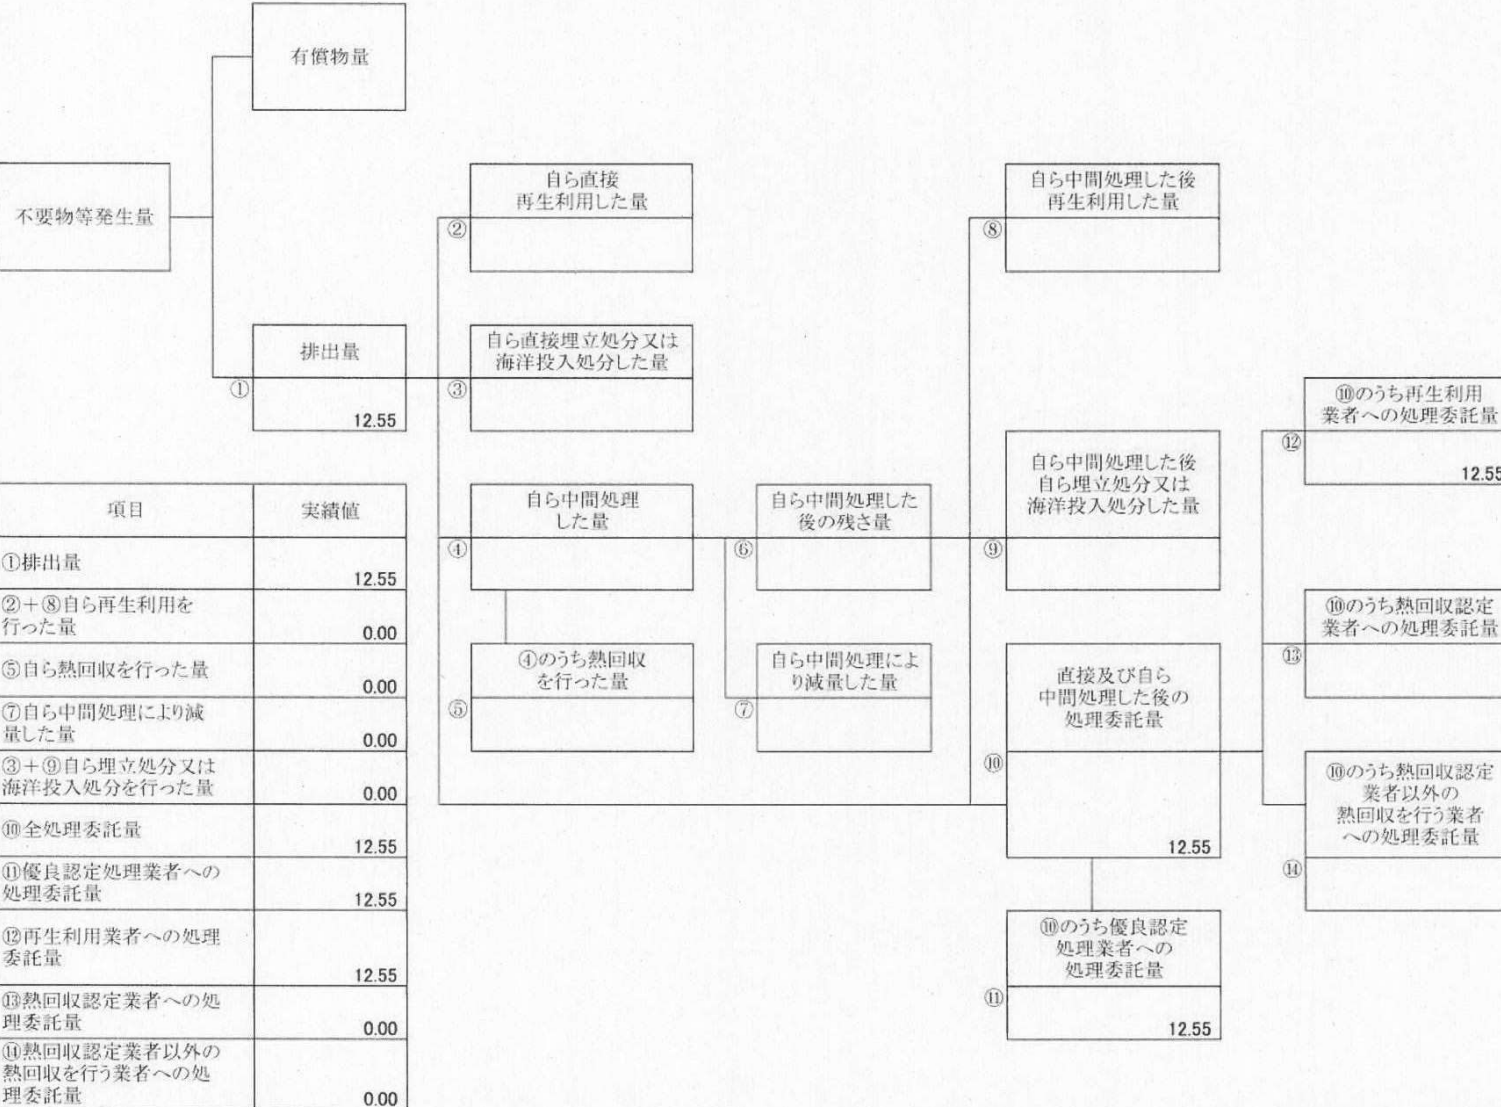 有償物量
不要物等発生量
排出量
①
12.55
自ら直接
再生利用した量
②
自ら直接埋立処分又は
海洋投入処分した量
③
自ら中間処理
した量
④
④のうち熱回収
を行った量
⑤
自ら中間処理した
後の残さ量
⑥
自ら中間処理によ
り減量した量
⑦
自ら中間処理した後
再生利用した量
⑧
自ら中間処理した後
自ら埋立処分又は
海洋投入処分した量
⑨
直接及び自ら
中間処理した後の
処理委託量
⑩
12.55
⑩のうち優良認定
処理業者への
処理委託量
⑪
12.55
⑩のうち再生利用
業者への処理委託量
⑫
12.55
⑩のうち熱回収認定
業者への処理委託量
⑬
⑩のうち熱回収認定
業者以外の
熱回収を行う業者
への処理委託量
⑭
項目 実績値
①排出量
12.55
②+⑧自ら再生利用を
行った量
0.00
⑤自ら熱回収を行った量
0.00
⑦自ら中間処理により減
量した量
0.00
③+⑨自ら埋立処分又は
海洋投入処分を行った量
0.00
⑩全処理委託量
12.55
⑪優良認定処理業者への
処理委託量
12.55
⑫再生利用業者への処理
委託量
12.55
⑬熱回収認定業者への処
理委託量
0.00
⑭熱回収認定業者以外の
熱回収を行う業者への処
理委託量
0.00